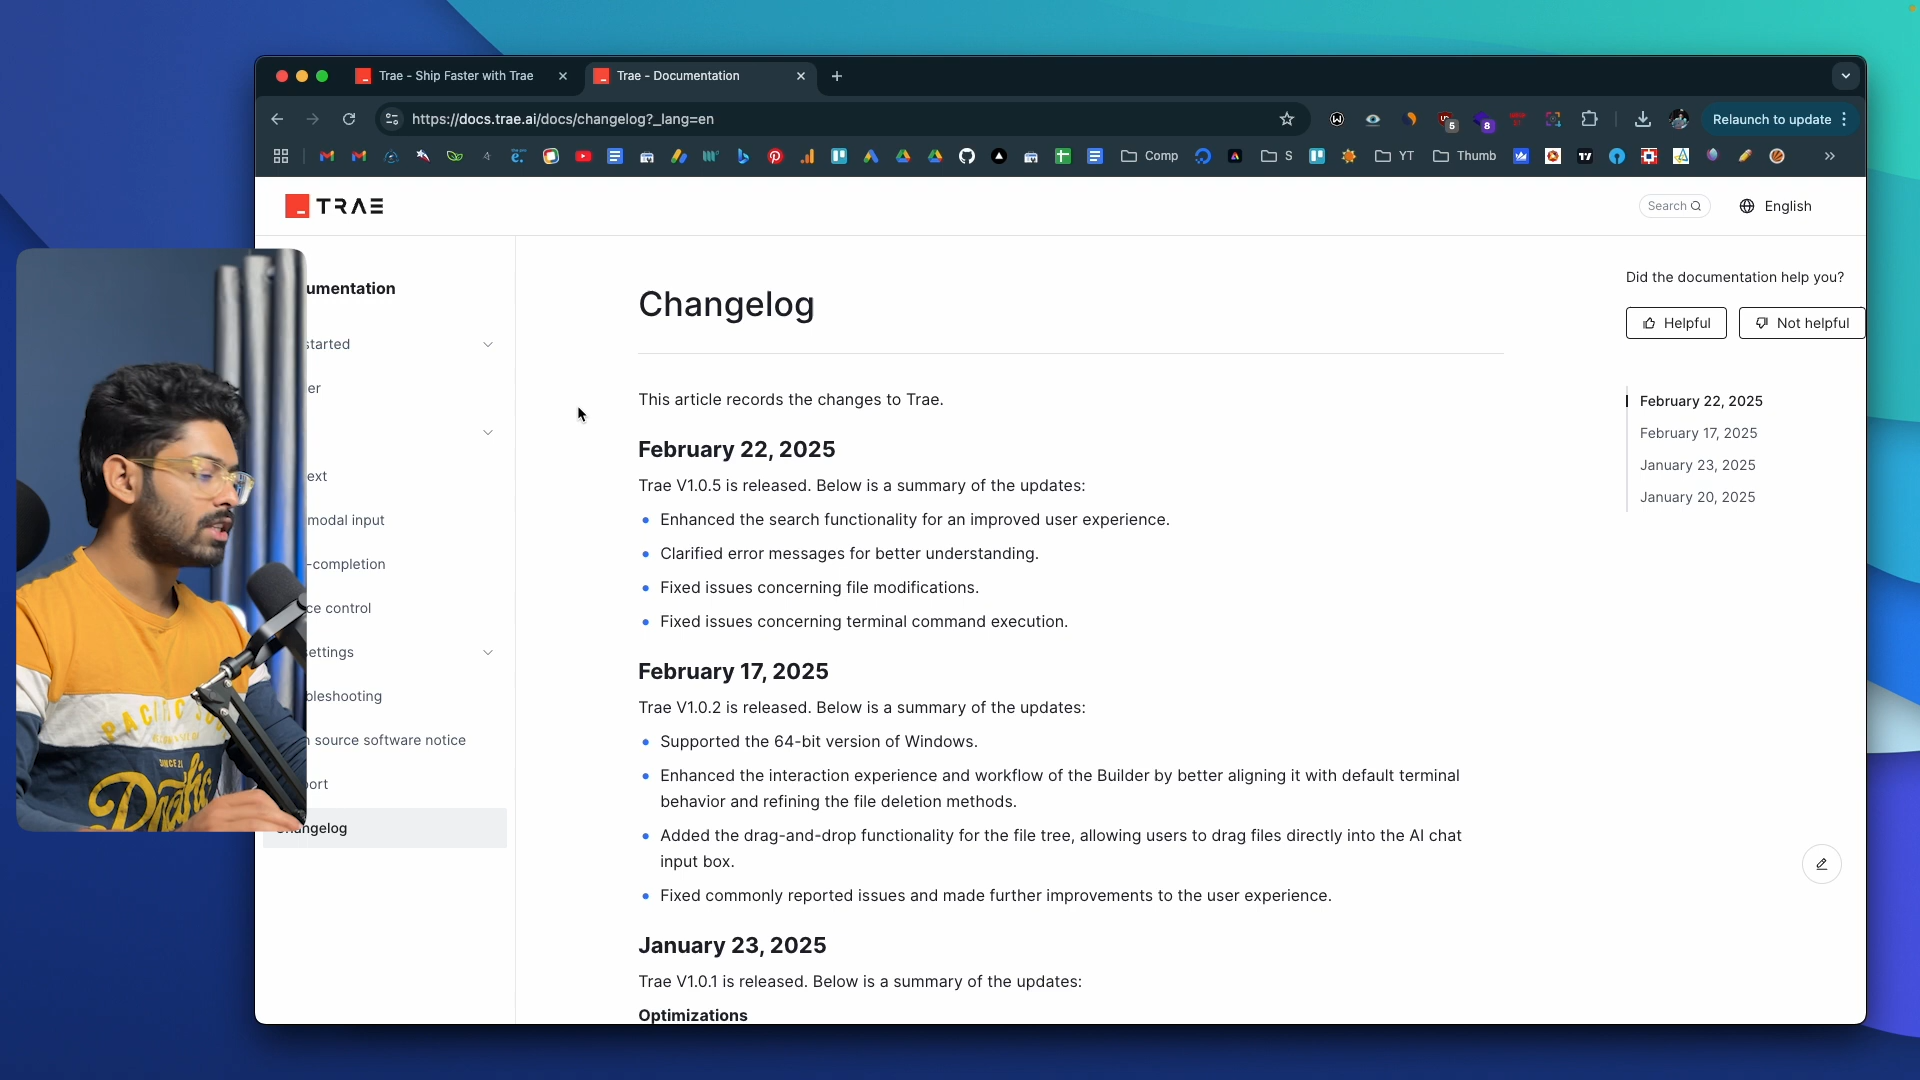 Trae - Ship Faster with Trae
Trae - Documentation
https://docs.trae.ai/docs/changelog?_lang=en
5
8
Relaunch to update
Comp
S
YT
Thumb
TRAE
Search
English
umentation
started
er
ext
modal input
-completion
ce control
settings
bleshooting
source software notice
port
angelog
Changelog
This article records the changes to Trae.
February 22, 2025
Trae V1.0.5 is released. Below is a summary of the updates:
Enhanced the search functionality for an improved user experience.
Clarified error messages for better understanding.
Fixed issues concerning file modifications.
Fixed issues concerning terminal command execution.
February 17, 2025
Trae V1.0.2 is released. Below is a summary of the updates:
Supported the 64-bit version of Windows.
Enhanced the interaction experience and workflow of the Builder by better aligning it with default terminal
behavior and refining the file deletion methods.
Added the drag-and-drop functionality for the file tree, allowing users to drag files directly into the AI chat
input box.
Fixed commonly reported issues and made further improvements to the user experience.
January 23, 2025
Trae V1.0.1 is released. Below is a summary of the updates:
Optimizations
Did the documentation help you?
Helpful
Not helpful
February 22, 2025
February 17, 2025
January 23, 2025
January 20, 2025